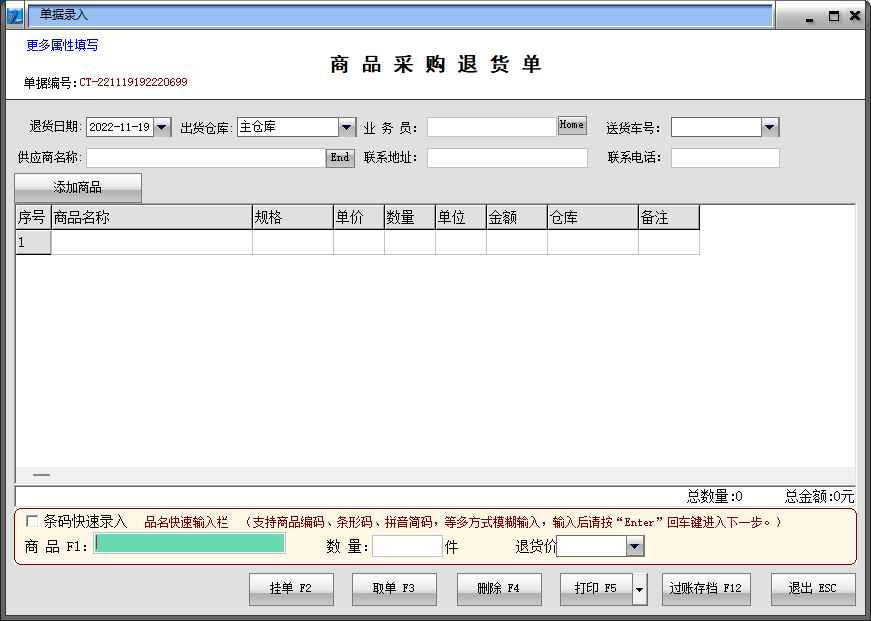 单据录入
更多属性填写
商品采购退货单
单据编号:CT-221119192220699
退货日期: 2022-11-19 出货仓库: 主仓库 业 务 员: Home 送货车号:
供应商名称: End 联系地址: 联系电话:
添加商品
序号 商品名称 规格 单价 数量 单位 金额 仓库 备注
1
总数量:0 总金额:0元
条码快速录入 品名快速输入栏 （支持商品编码、条形码、拼音简码，等多方式模糊输入，输入后请按“Enter”回车键进入下一步。）
商 品 F1: 数 量: 件 退货价
挂单 F2 取单 F3 删除 F4 打印 F5 过账存档 F12 退出 ESC